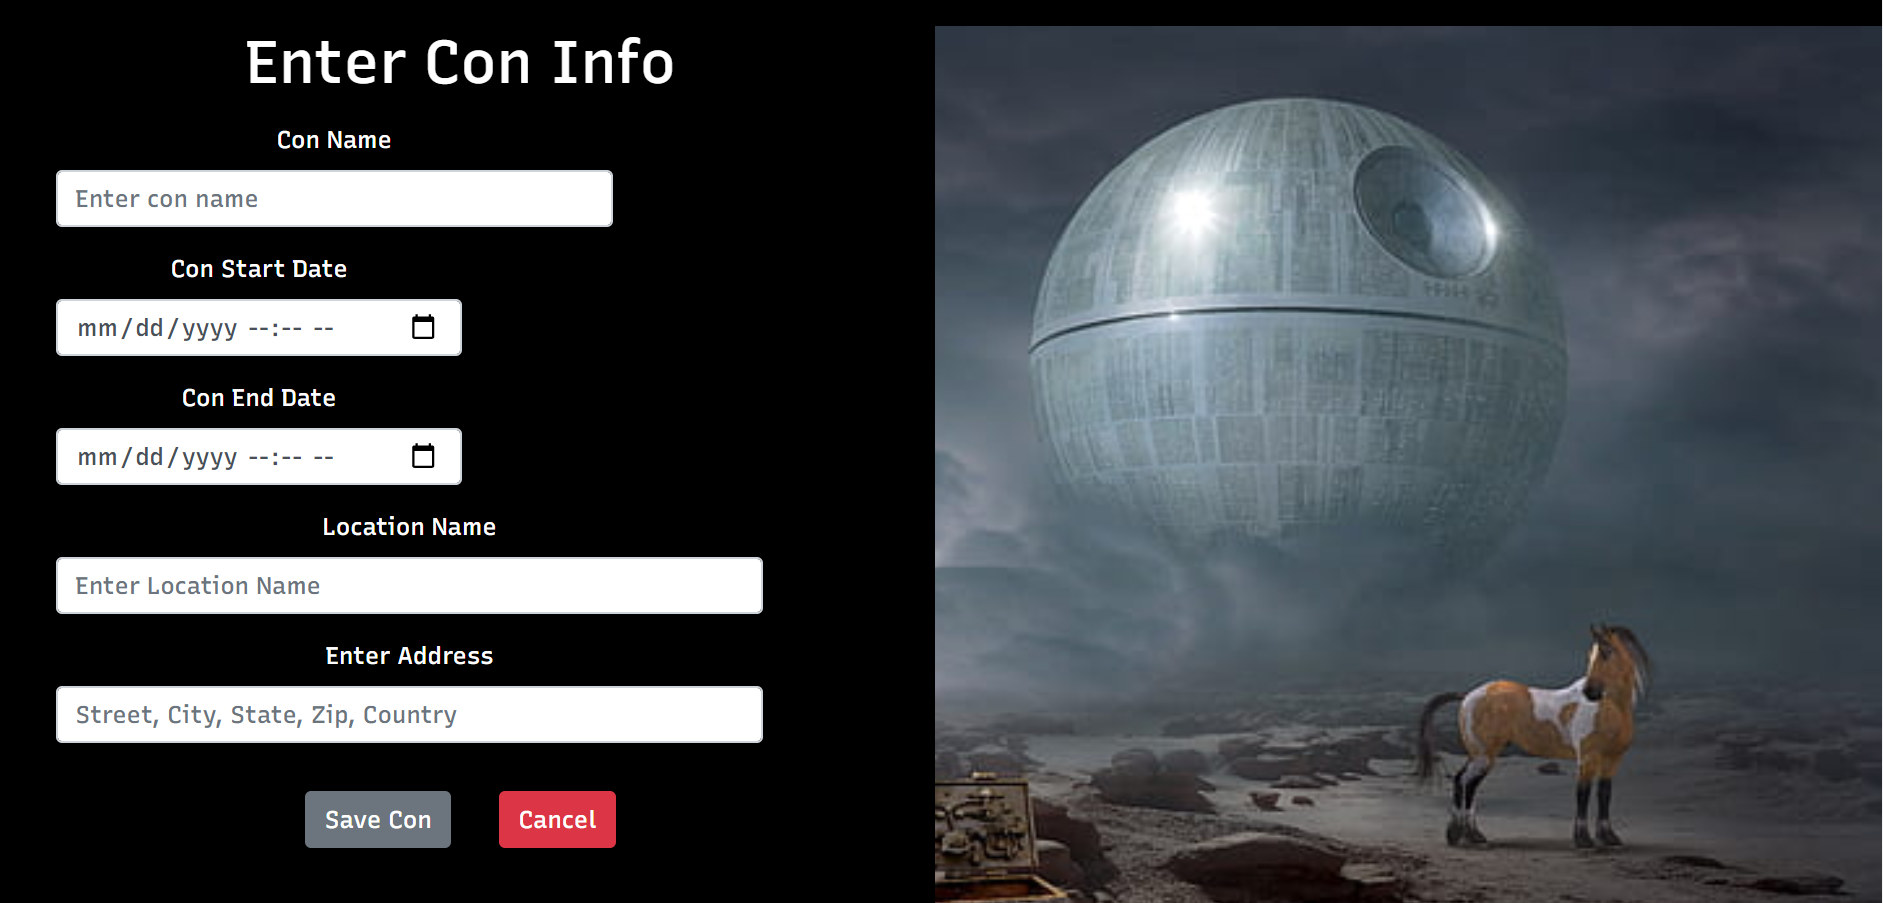 Enter Con Info
Con Name
Enter con name
Con Start Date
mm/dd/yyyy --:-- --
Con End Date
mm/dd/yyyy --:-- --
Location Name
Enter Location Name
Enter Address
Street, City, State, Zip, Country
Save Con Cancel